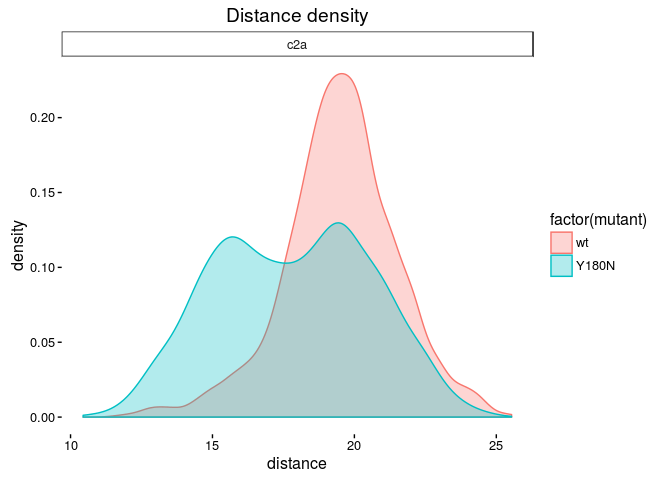 Distance density
c2a
0.20
0.15
0.10
0.05
0.00
density
10 15 20 25
distance
factor(mutant)
wt
Y180N